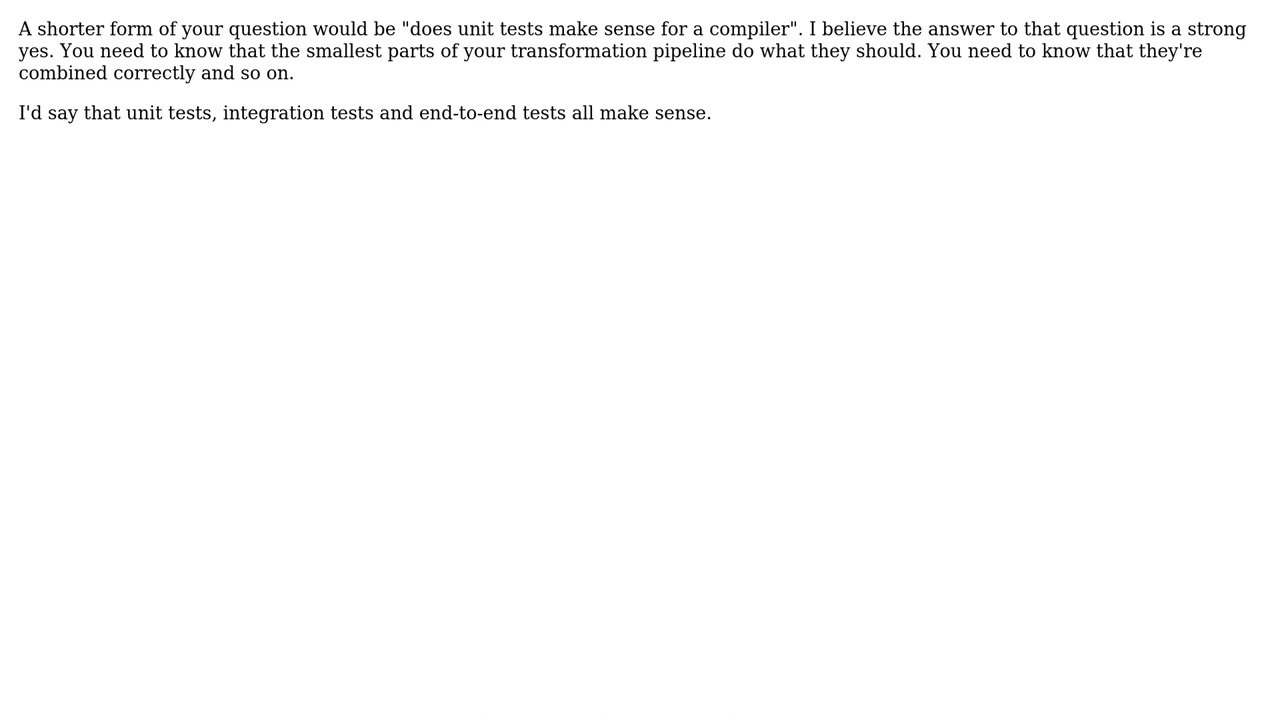 A shorter form of your question would be "does unit tests make sense for a compiler". I believe the answer to that question is a strong
yes. You need to know that the smallest parts of your transformation pipeline do what they should. You need to know that they're
combined correctly and so on.
I'd say that unit tests, integration tests and end-to-end tests all make sense.